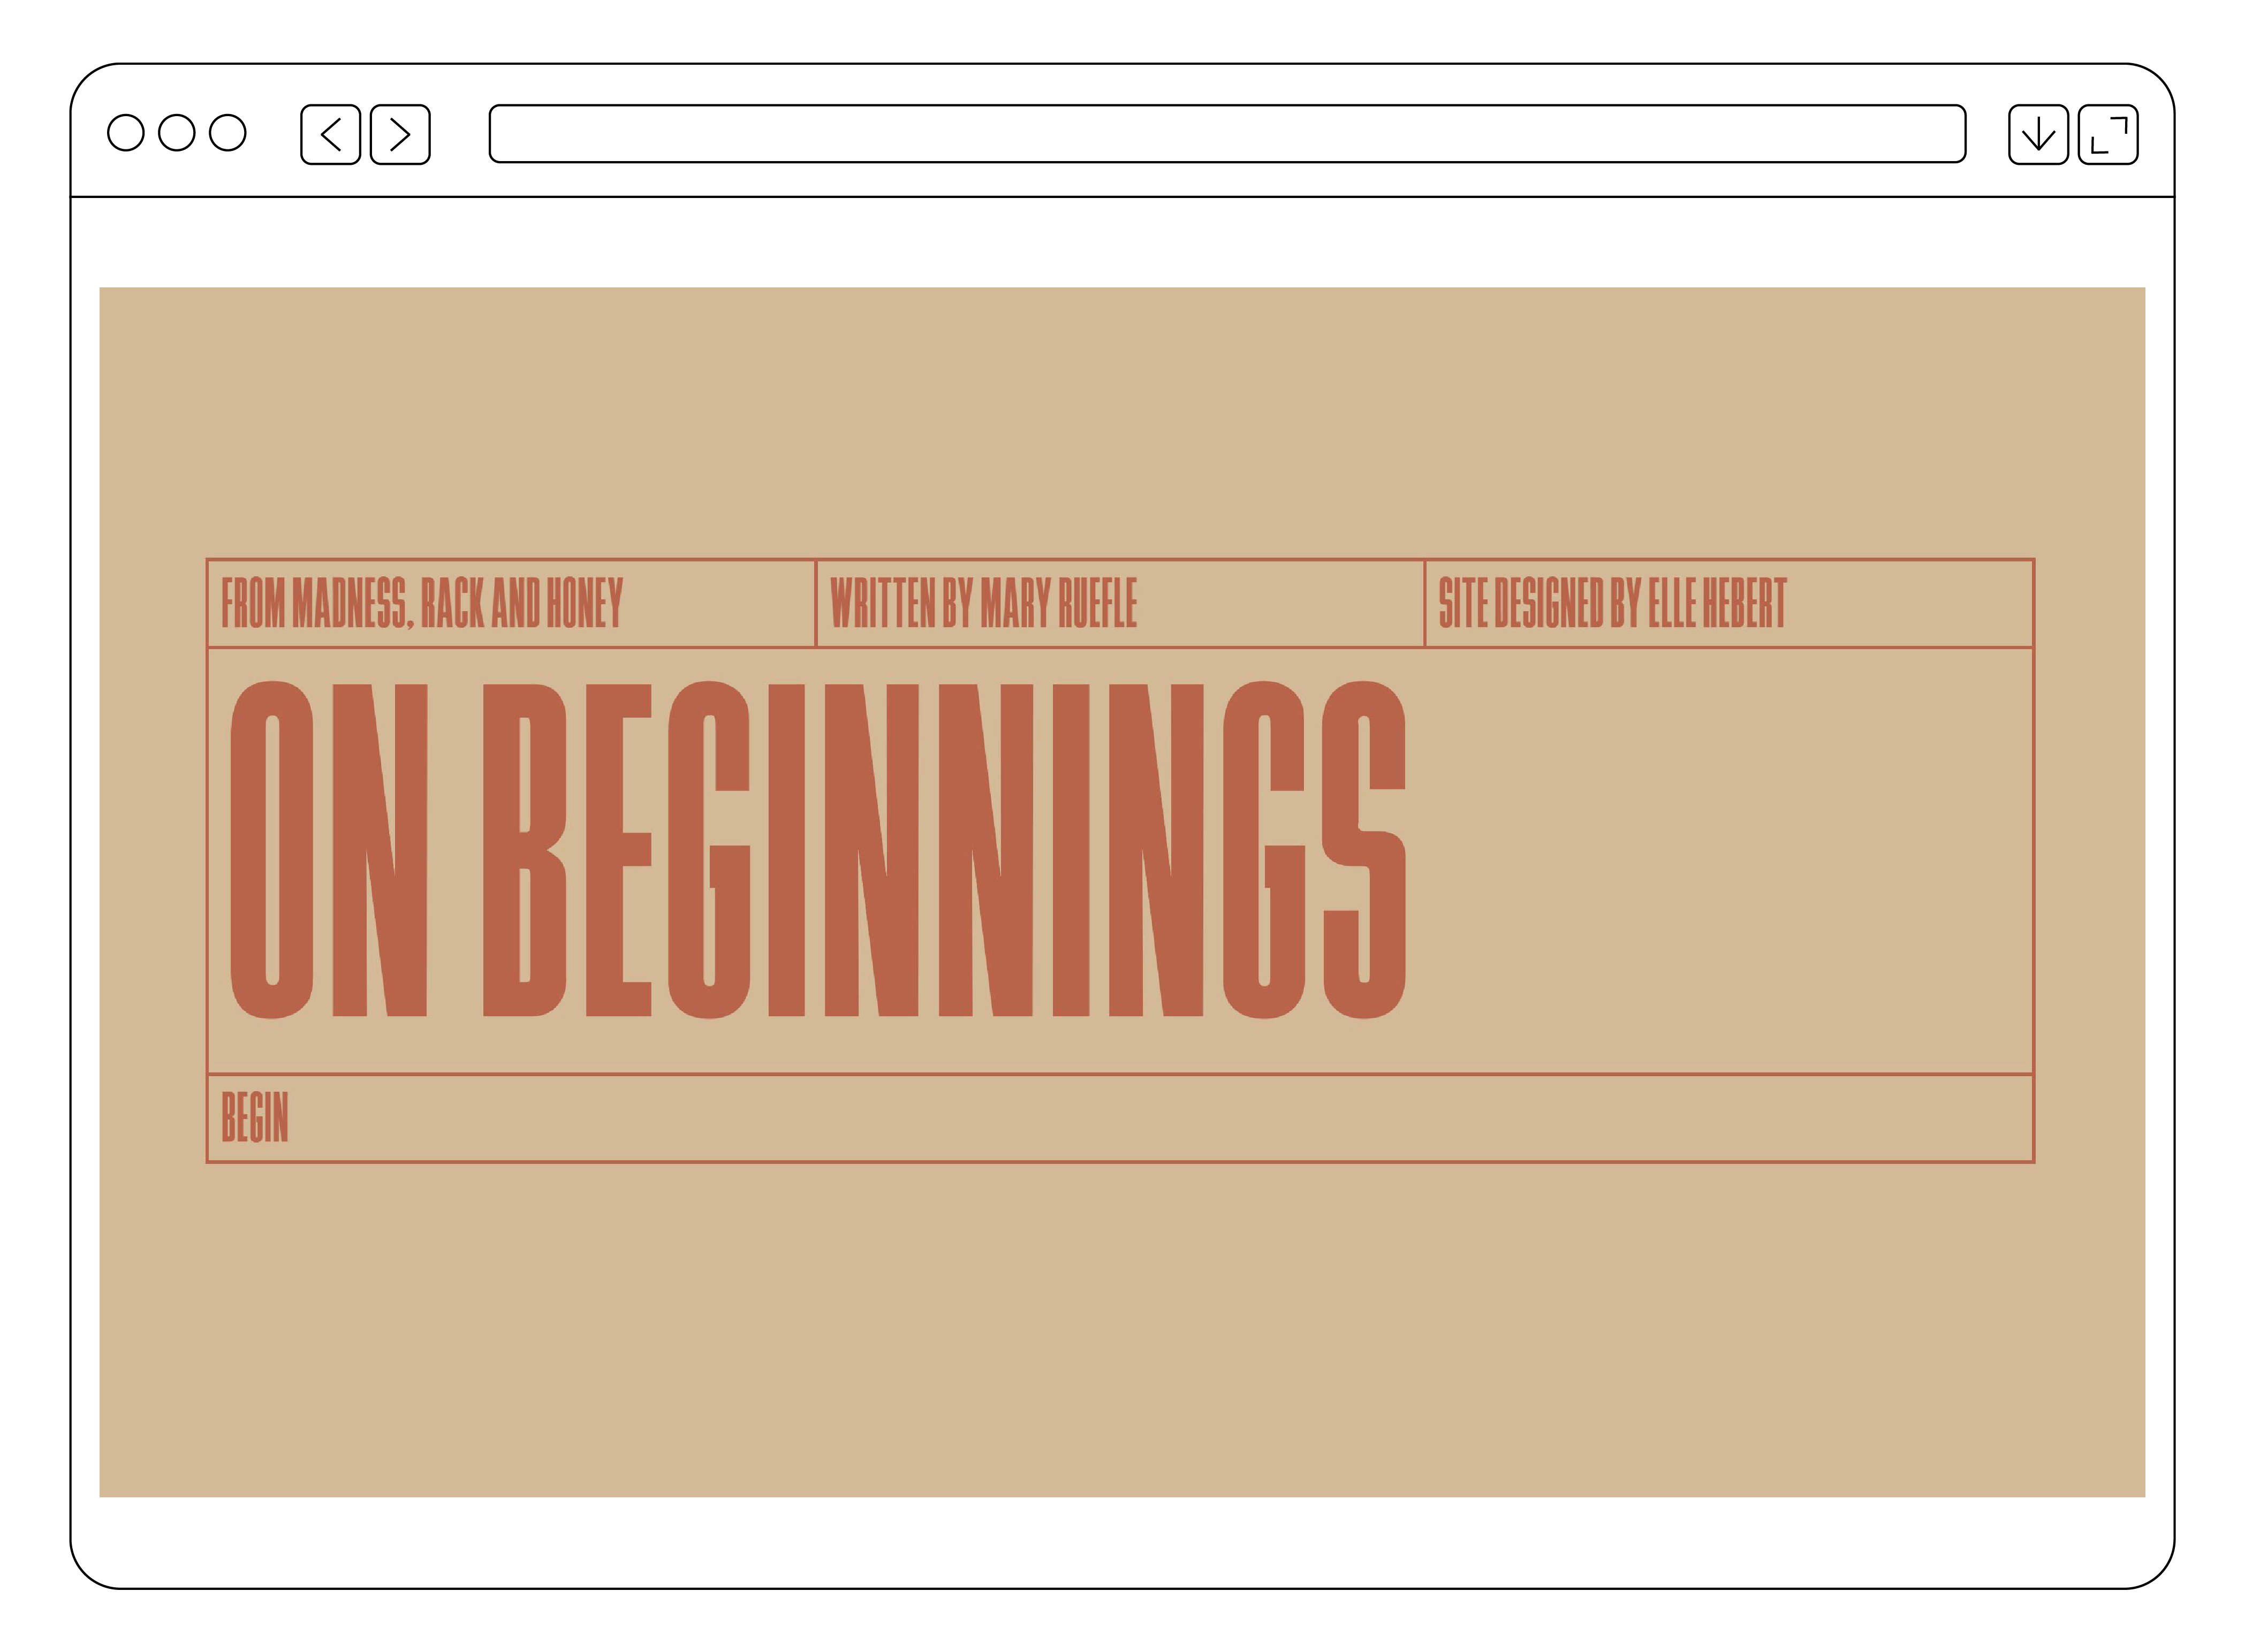 FROM MADNESS, RACK AND HONEY
WRITTEN BY MARY RUEFLE
SITE DESIGNED BY ELLE HEBERT
ON BEGINNINGS
BEGIN